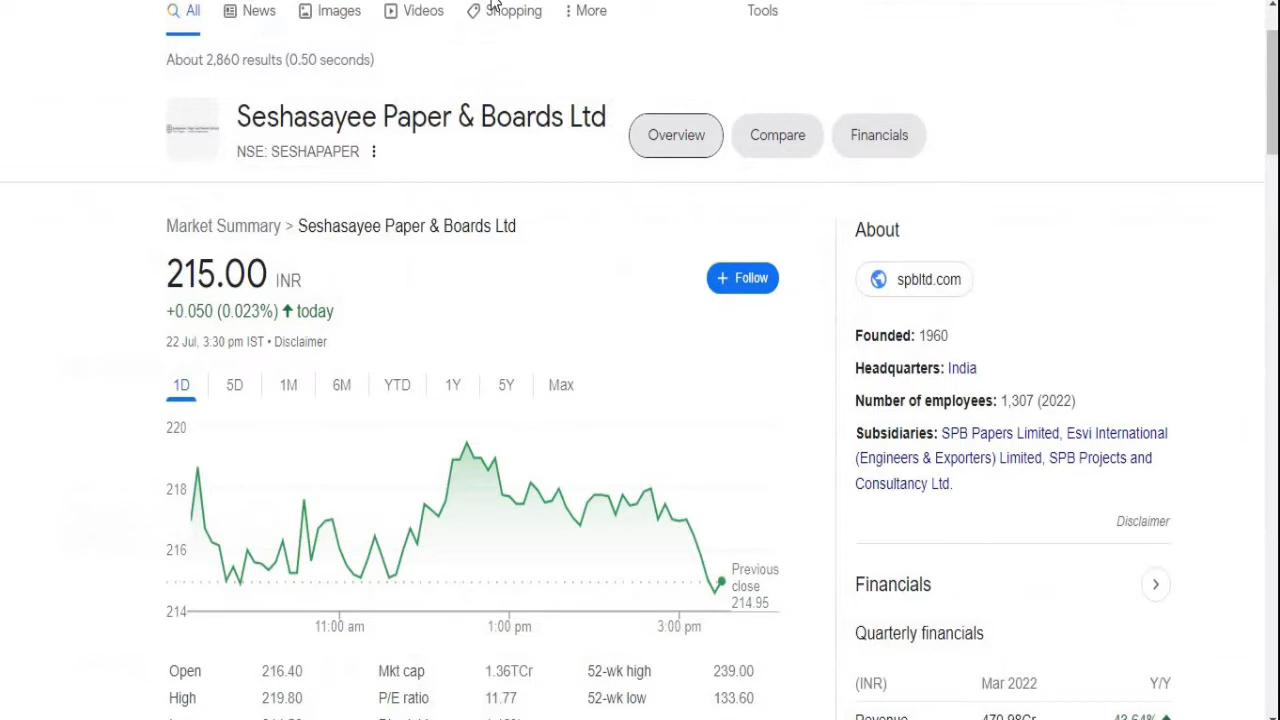 All News Images Videos Shopping More Tools
About 2,860 results (0.50 seconds)
Seshasayee Paper & Boards Ltd
NSE: SESHAPAPER
Overview Compare Financials
Market Summary > Seshasayee Paper & Boards Ltd
215.00 INR
+0.050 (0.023%) today
22 Jul, 3:30 pm IST • Disclaimer
+ Follow
1D 5D 1M 6M YTD 1Y 5Y Max
220
218
216
214
Previous
close
214.95
11:00 am 1:00 pm 3:00 pm
Open 216.40 Mkt cap 1.36TCr 52-wk high 239.00
High 219.80 P/E ratio 11.77 52-wk low 133.60
About
spbltd.com
Founded: 1960
Headquarters: India
Number of employees: 1,307 (2022)
Subsidiaries: SPB Papers Limited, Esvi International
(Engineers & Exporters) Limited, SPB Projects and
Consultancy Ltd.
Disclaimer
Financials
Quarterly financials
(INR) Mar 2022 Y/Y
Revenue 470.98Cr 43.64%